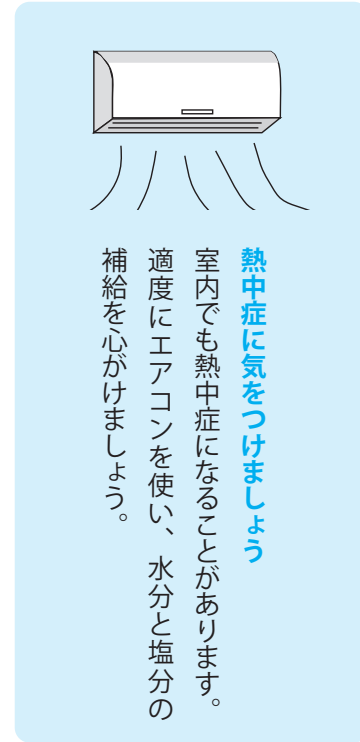 熱中症に気をつけましょう
室内でも熱中症になることがあります。
適度にエアコンを使い、水分と塩分の
補給を心がけましょう。